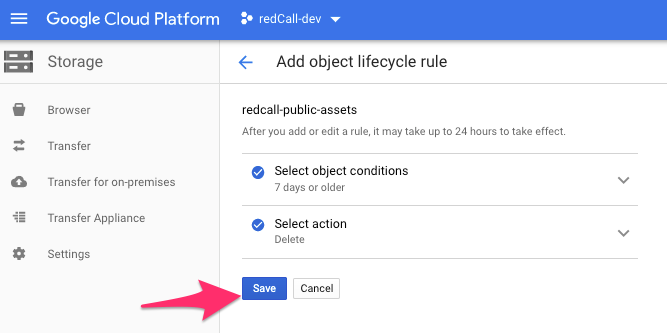 Google Cloud Platform
redCall-dev
Storage
Add object lifecycle rule
Browser
Transfer
Transfer for on-premises
Transfer Appliance
Settings
redcall-public-assets
After you add or edit a rule, it may take up to 24 hours to take effect.
Select object conditions
7 days or older
Select action
Delete
Save
Cancel